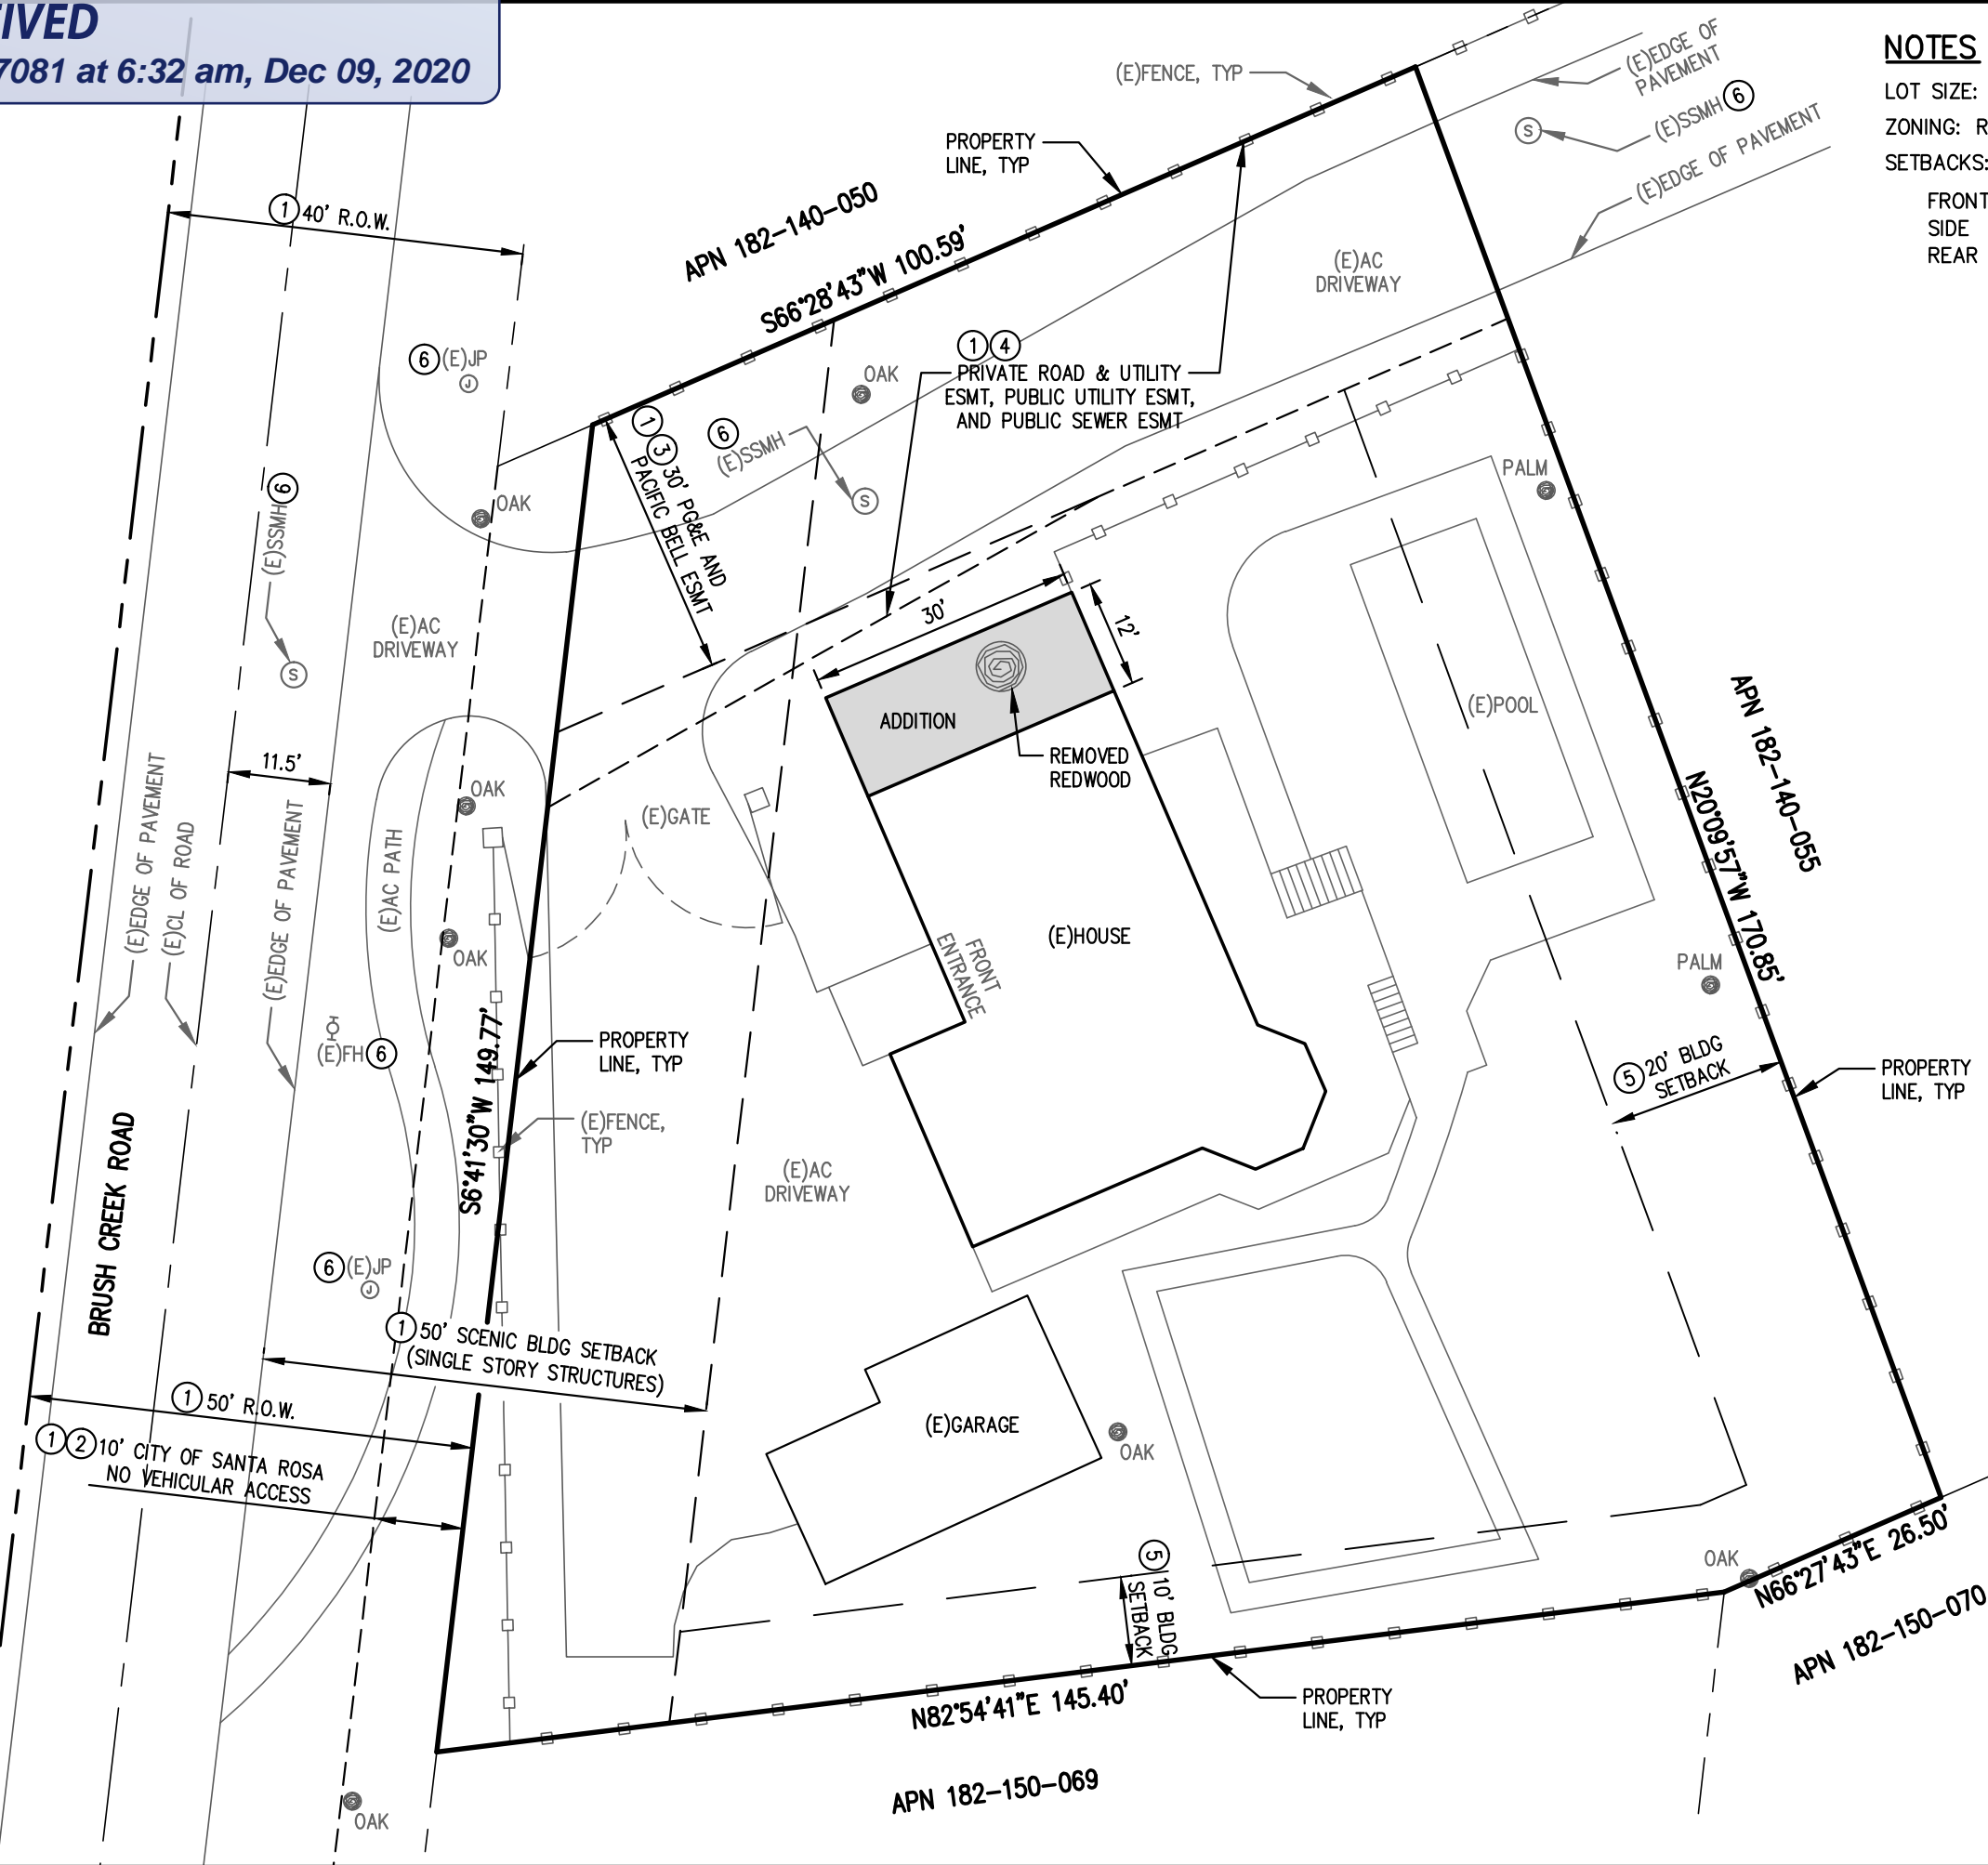 IVED
7081 at 6:32 am, Dec 09, 2020
NOTES
LOT SIZE:
ZONING: R
SETBACKS:
FRONT
SIDE
REAR
(E)FENCE, TYP
(E)EDGE OF
PAVEMENT
(E)SSMH 6
(E)EDGE OF PAVEMENT
S
PROPERTY
LINE, TYP
APN 182-140-050
S66°28'43"W 100.59'
1 40' R.O.W.
(E)AC
DRIVEWAY
6 (E)JP
J
OAK
1 4
PRIVATE ROAD & UTILITY
ESMT, PUBLIC UTILITY ESMT,
AND PUBLIC SEWER ESMT
1
3 30' PG&E AND
PACIFIC BELL ESMT
6
(E)SSMH
S
OAK
PALM
(E)SSMH 6
S
(E)AC
DRIVEWAY
30'
12'
ADDITION
REMOVED
REDWOOD
(E)POOL
APN 182-140-055
N20°09'57"W 170.85'
11.5'
OAK
(E)GATE
(E)EDGE OF PAVEMENT
(E)CL OF ROAD
(E)EDGE OF PAVEMENT
(E)AC PATH
OAK
(E)HOUSE
FRONT
ENTRANCE
PALM
(E)FH 6
S6°41'30"W 149.77'
PROPERTY
LINE, TYP
5 20' BLDG
SETBACK
PROPERTY
LINE, TYP
(E)FENCE,
TYP
(E)AC
DRIVEWAY
BRUSH CREEK ROAD
6 (E)JP
J
1 50' SCENIC BLDG SETBACK
(SINGLE STORY STRUCTURES)
1 50' R.O.W.
1 2 10' CITY OF SANTA ROSA
NO VEHICULAR ACCESS
(E)GARAGE
OAK
5 10' BLDG
SETBACK
OAK
N66°27'43"E 26.50'
APN 182-150-070
N82°54'41"E 145.40'
PROPERTY
LINE, TYP
APN 182-150-069
OAK